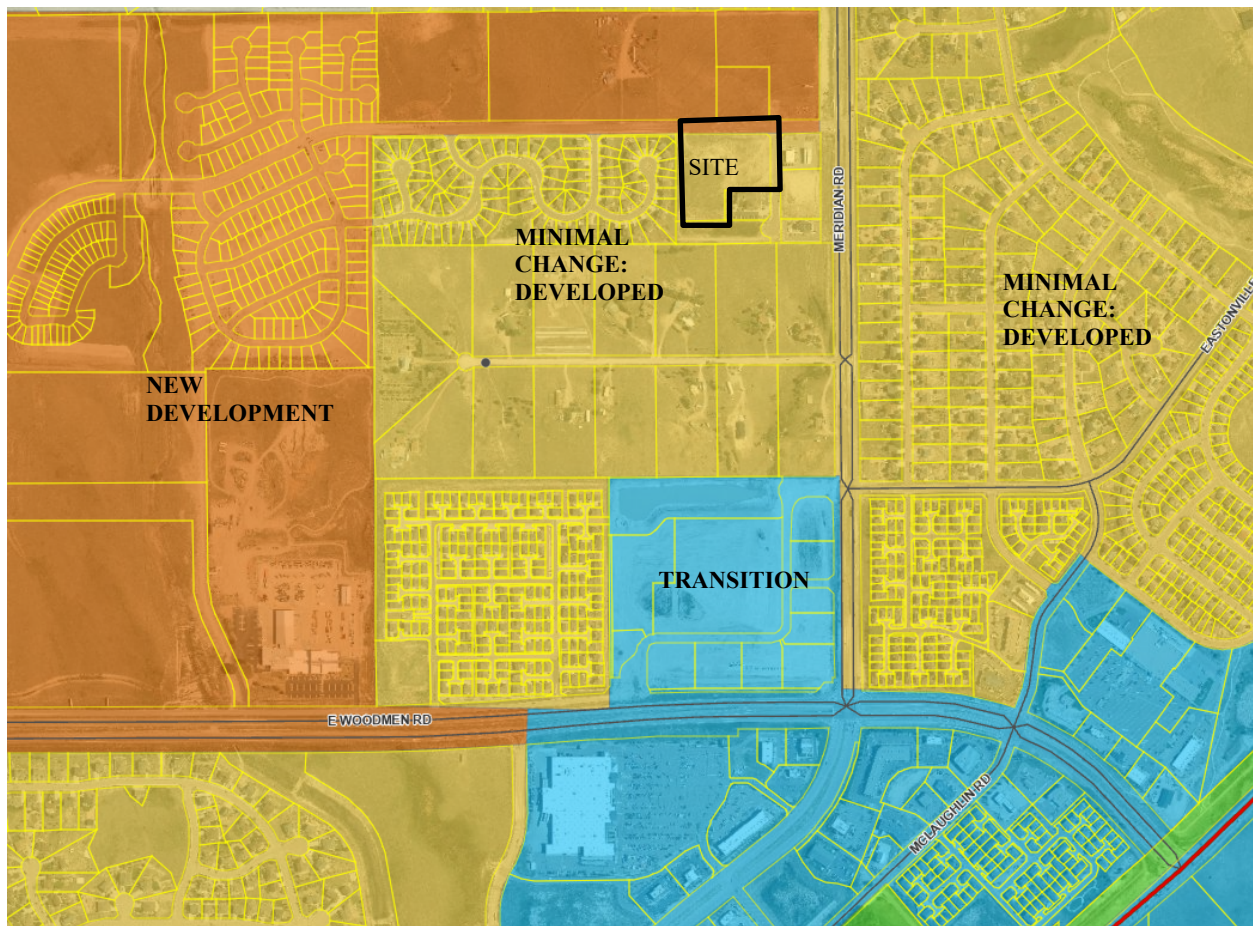 SITE
MERIDIAN RD
MINIMAL
CHANGE:
DEVELOPED
MINIMAL
CHANGE:
DEVELOPED
EASTONVILLE
NEW
DEVELOPMENT
TRANSITION
E WOODMEN RD
MCLAUGHLIN RD